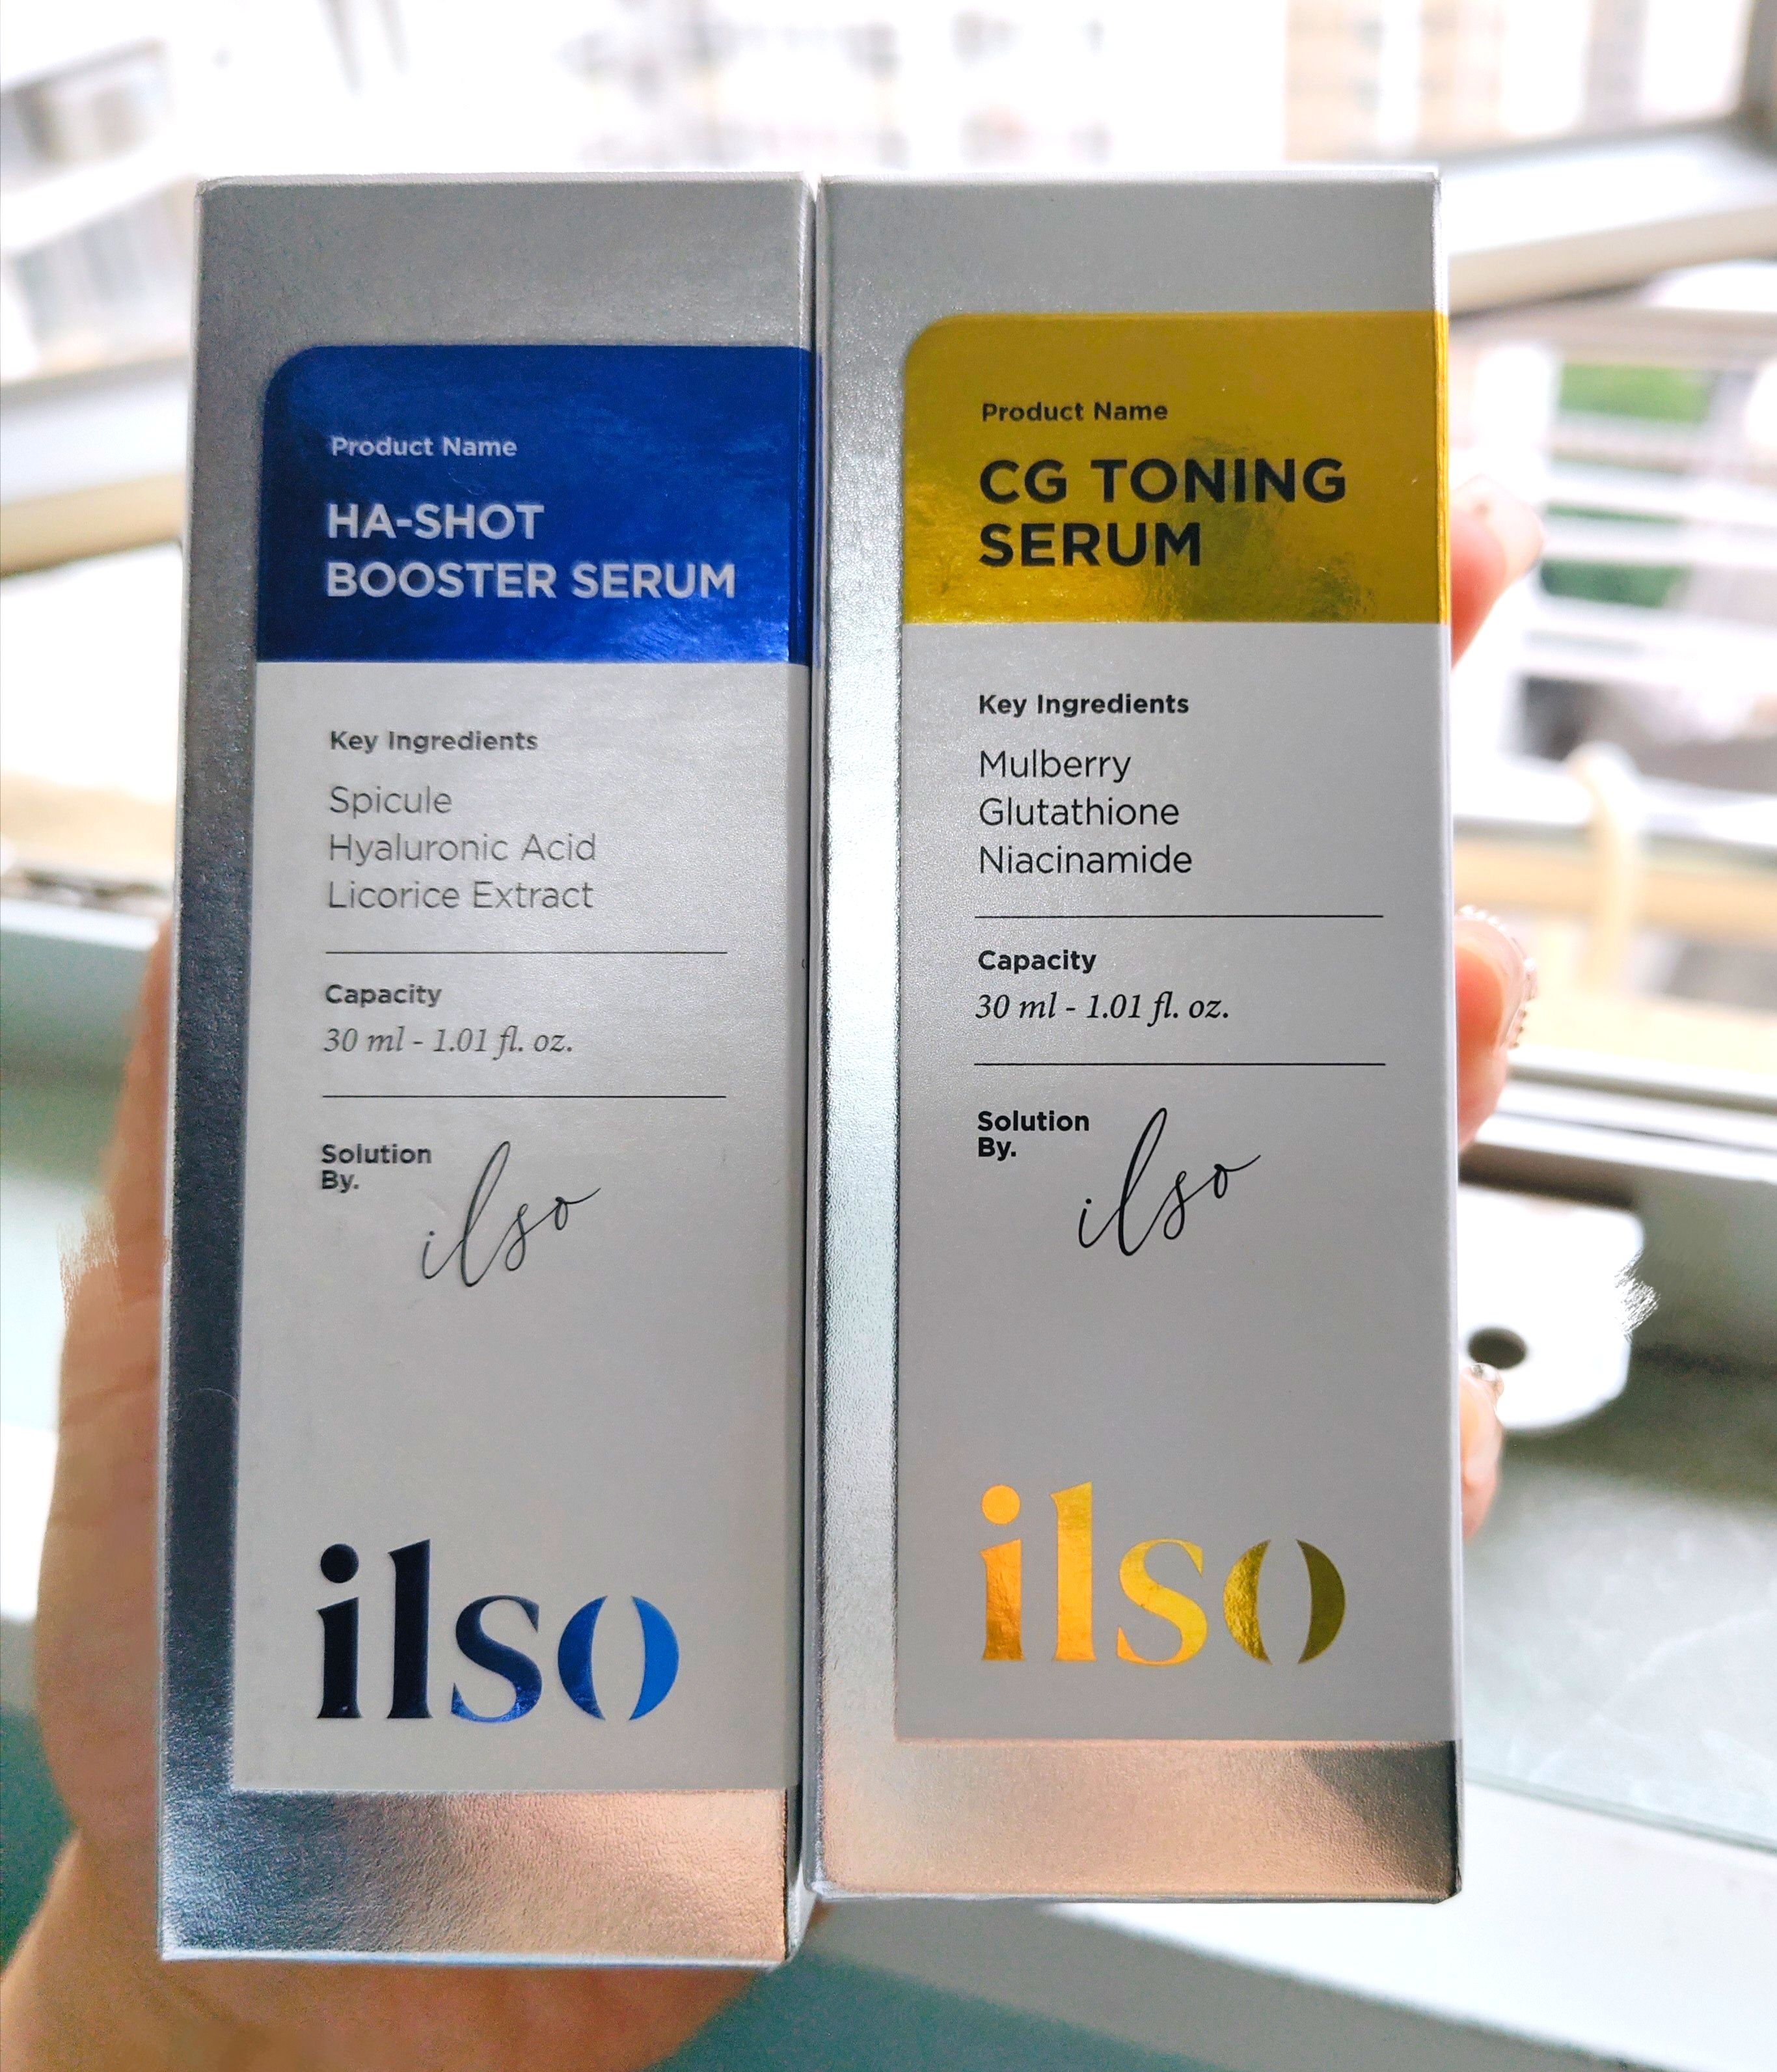 Product Name
HA-SHOT
BOOSTER SERUM
Key Ingredients
Spicule
Hyaluronic Acid
Licorice Extract
Capacity
30 ml - 1.01 fl. oz.
Solution
By.
ilso
ilso
Product Name
CG TONING
SERUM
Key Ingredients
Mulberry
Glutathione
Niacinamide
Capacity
30 ml - 1.01 fl. oz.
Solution
By.
ilso
ilso